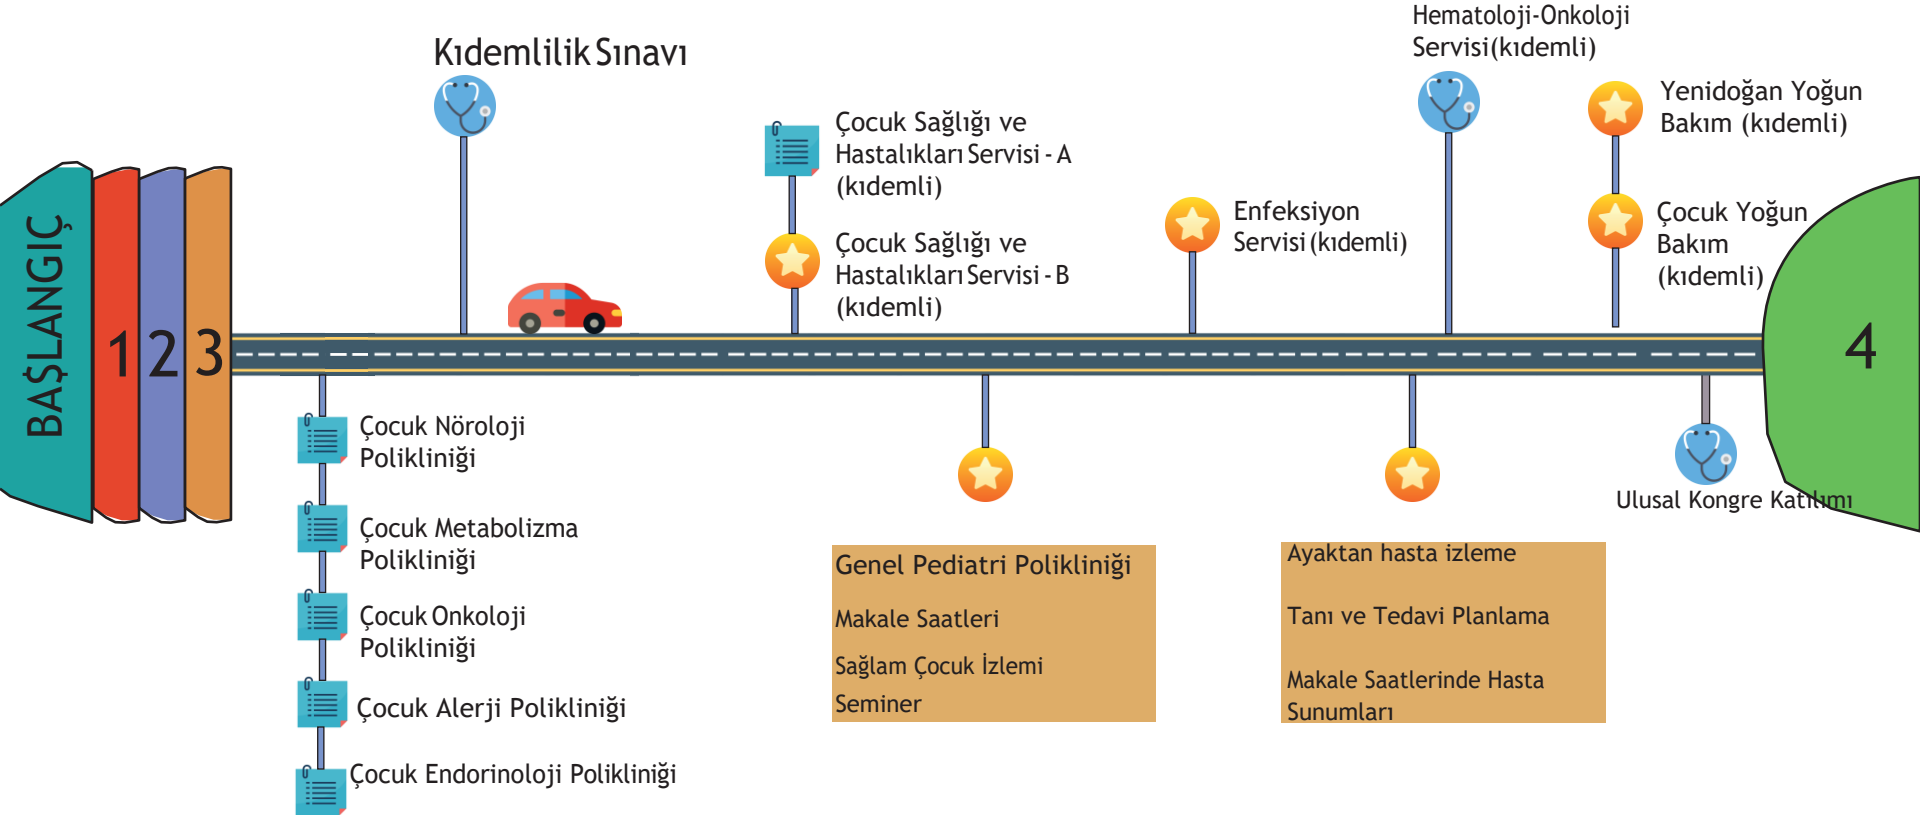 BAŞLANGIÇ
1
2
3
Kıdemlilik Sınavı
Çocuk Sağlığı ve
Hastalıkları Servisi - A
(kıdemli)
Çocuk Sağlığı ve
Hastalıkları Servisi - B
(kıdemli)
Enfeksiyon
Servisi (kıdemli)
Hematoloji-Onkoloji
Servisi(kıdemli)
Yenidoğan Yoğun
Bakım (kıdemli)
Çocuk Yoğun
Bakım
(kıdemli)
4
Çocuk Nöroloji
Polikliniği
Çocuk Metabolizma
Polikliniği
Çocuk Onkoloji
Polikliniği
Çocuk Alerji Polikliniği
Çocuk Endorinoloji Polikliniği
Genel Pediatri Polikliniği
Makale Saatleri
Sağlam Çocuk İzlemi
Seminer
Ayaktan hasta izleme
Tanı ve Tedavi Planlama
Makale Saatlerinde Hasta
Sunumları
Ulusal Kongre Katılımı